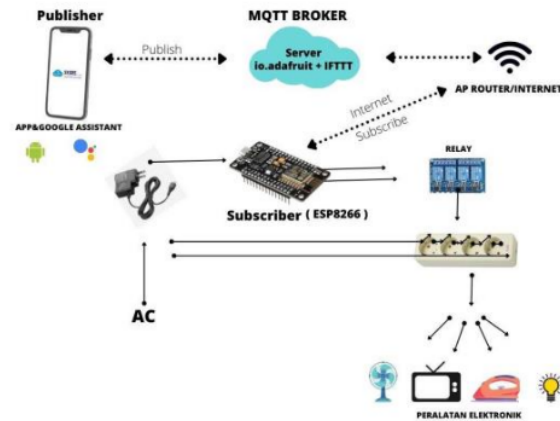 Publisher
MQTT BROKER
Publish
Server
io.adafruit + IFTTT
AP ROUTER/INTERNET
APP&GOOGLE ASSISTANT
Internet
Subscribe
RELAY
Subscriber ( ESP8266 )
AC
PERALATAN ELEKTRONIK